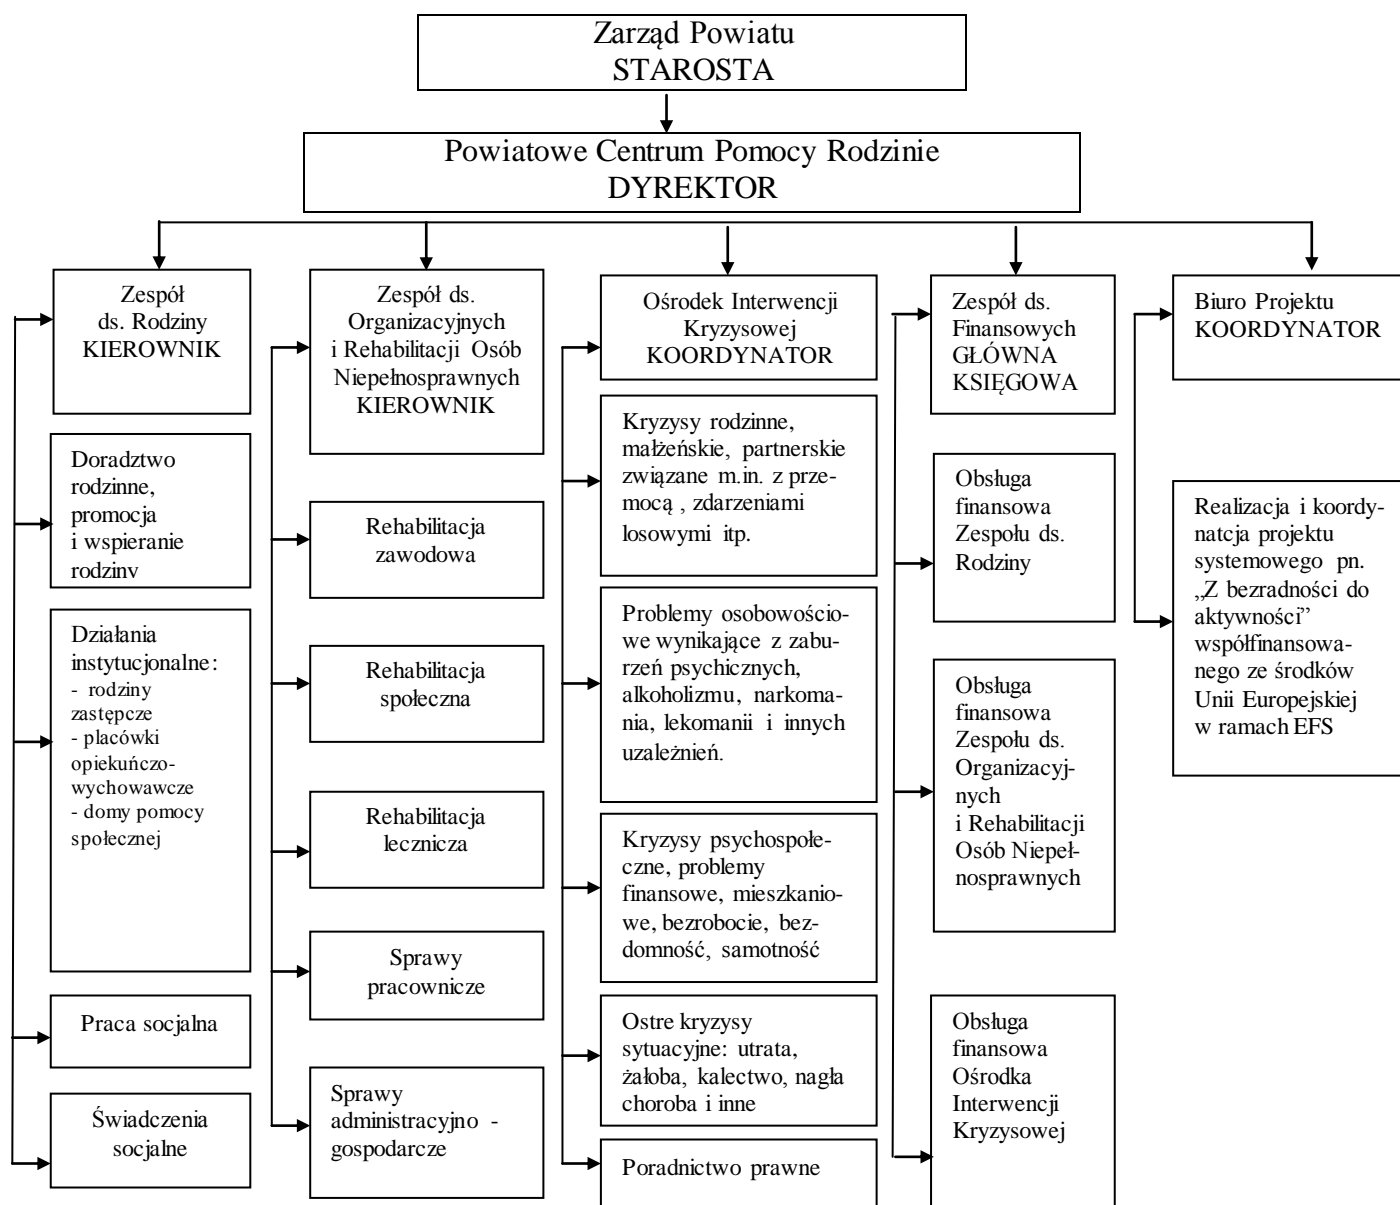 Zarząd Powiatu
STAROSTA
Powiatowe Centrum Pomocy Rodzinie
DYREKTOR
Zespół
ds. Rodziny
KIEROWNIK
Doradztwo
rodzinne,
promocja
i wspieranie
rodziny
Działania
instytucjonalne:
- rodziny
zastępcze
- placówki
opiekuńczo-
wychowawcze
- domy pomocy
społecznej
Praca socjalna
Świadczenia
socjalne
Zespół ds.
Organizacyjnych
i Rehabilitacji Osób
Niepełnosprawnych
KIEROWNIK
Rehabilitacja
zawodowa
Rehabilitacja
społeczna
Rehabilitacja
lecznicza
Sprawy
pracownicze
Sprawy
administracyjno -
gospodarcze
Ośrodek Interwencji
Kryzysowej
KOORDYNATOR
Kryzysy rodzinne,
małżeńskie, partnerskie
związane m.in. z prze-
mocą , zdarzeniami
losowymi itp.
Problemy osobowościo-
we wynikające z zabu-
rzeń psychicznych,
alkoholizmu, narkoma-
nia, lekomanii i innych
uzależnień.
Kryzysy psychospołe-
czne, problemy
finansowe, mieszkanio-
we, bezrobocie, bez-
domność, samotność
Ostre kryzysy
sytuacyjne: utrata,
żałoba, kalectwo, nagła
choroba i inne
Poradnictwo prawne
Zespół ds.
Finansowych
GŁÓWNA
KSIĘGOWA
Obsługa
finansowa
Zespołu ds.
Rodziny
Obsługa
finansowa
Zespołu ds.
Organizacyj-
nych
i Rehabilitacji
Osób Niepeł-
nosprawnych
Obsługa
finansowa
Ośrodka
Interwencji
Kryzysowej
Biuro Projektu
KOORDYNATOR
Realizacja i koordy-
natcja projektu
systemowego pn.
„Z bezradności do
aktywności”
współfinansowa-
nego ze środków
Unii Europejskiej
w ramach EFS